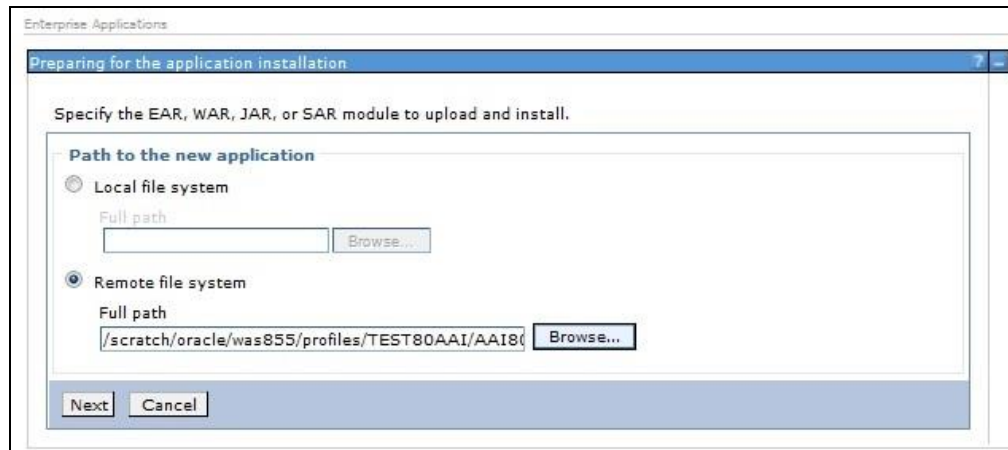 Enterprise Applications
Preparing for the application installation ? –
Specify the EAR, WAR, JAR, or SAR module to upload and install.
Path to the new application
Local file system
Full path
Browse...
Remote file system
Full path
/scratch/oracle/was855/profiles/TEST80AAI/AAI80 Browse...
Next Cancel